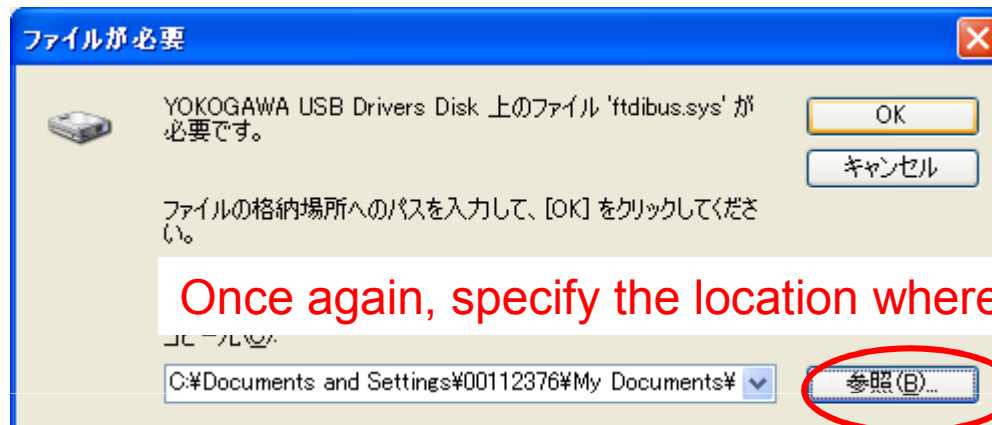 ファイルが必要
YOKOGAWA USB Drivers Disk 上のファイル 'ftdibus.sys' が
必要です。
OK
キャンセル
ファイルの格納場所へのパスを入力して、[OK] をクリックしてくださ
い。
Once again, specify the location where
C:¥Documents and Settings¥00112376¥My Documents¥
参照(B)...